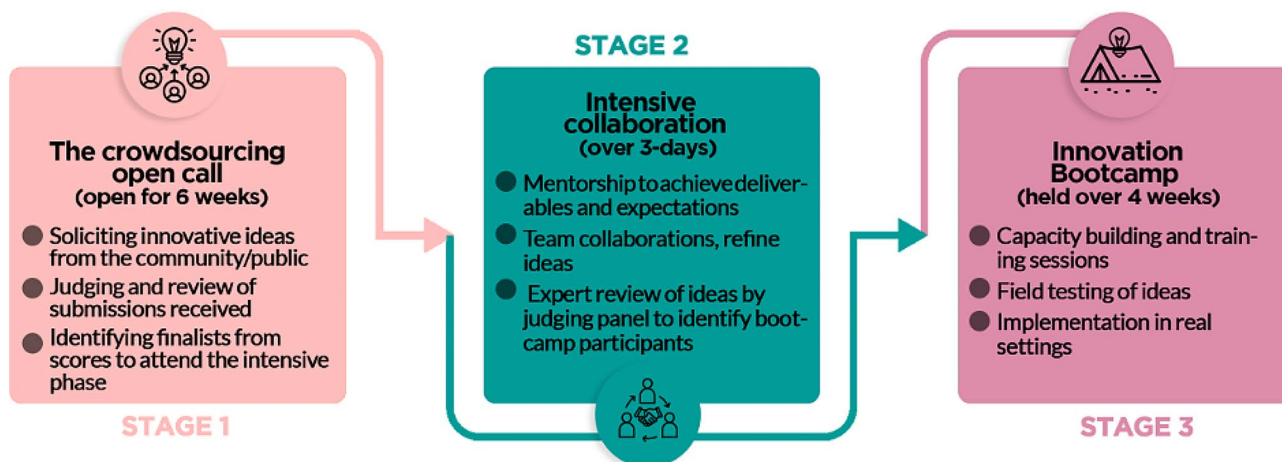 The crowdsourcing
open call
(open for 6 weeks)
Soliciting innovative ideas
from the community/public
Judging and review of
submissions received
Identifying finalists from
scores to attend the intensive
phase
STAGE 1
STAGE 2
Intensive
collaboration
(over 3-days)
Mentorship to achieve deliver-
ables and expectations
Team collaborations, refine
ideas
Expert review of ideas by
judging panel to identify boot-
camp participants
Innovation
Bootcamp
(held over 4 weeks)
Capacity building and train-
ing sessions
Field testing of ideas
Implementation in real
settings
STAGE 3